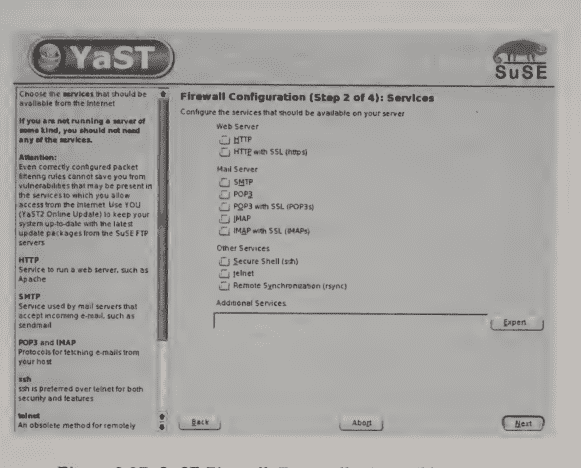 YaST
SuSE
Choose the services that should be
available from the Internet
If you are not running a server of
some kind, you should not need
any of the services.
Attention:
Even correctly configured packet
filtering rules cannot save you from
vulnerabilities that may be present in
the services to which you allow
access from the Internet. Use YOU
(YaST2 Online Update) to keep your
system up-to-date with the latest
update packages from the SuSE FTP
servers
HTTP
Service to run a web server, such as
Apache
SMTP
Service used by mail servers that
accept incoming e-mail, such as
sendmail
POP3 and IMAP
Protocols for fetching e-mails from
your host
ssh
ssh is preferred over telnet for both
security and features
telnet
An obsolete method for remotely
Firewall Configuration (Step 2 of 4): Services
Configure the services that should be available on your server
Web Server
HTTP
HTTP with SSL (https)
Mail Server
SMTP
POP3
POP3 with SSL (POP3s)
IMAP
IMAP with SSL (IMAPs)
Other Services
Secure Shell (ssh)
telnet
Remote Synchronization (rsync)
Additional Services
Expert
Back
Abort
Next